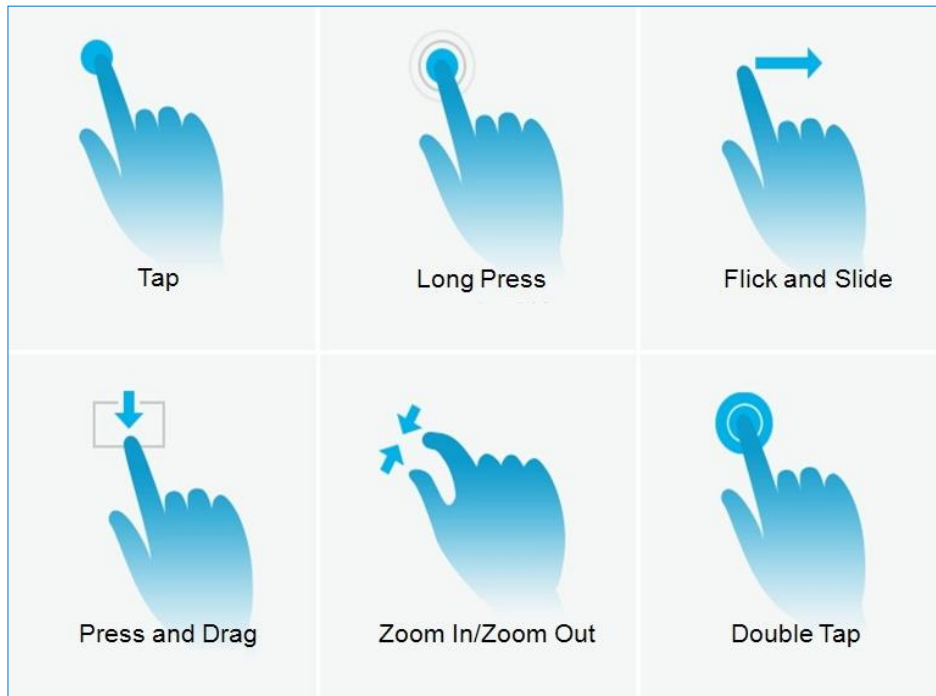 Tap
Long Press
Flick and Slide
Press and Drag
Zoom In/Zoom Out
Double Tap